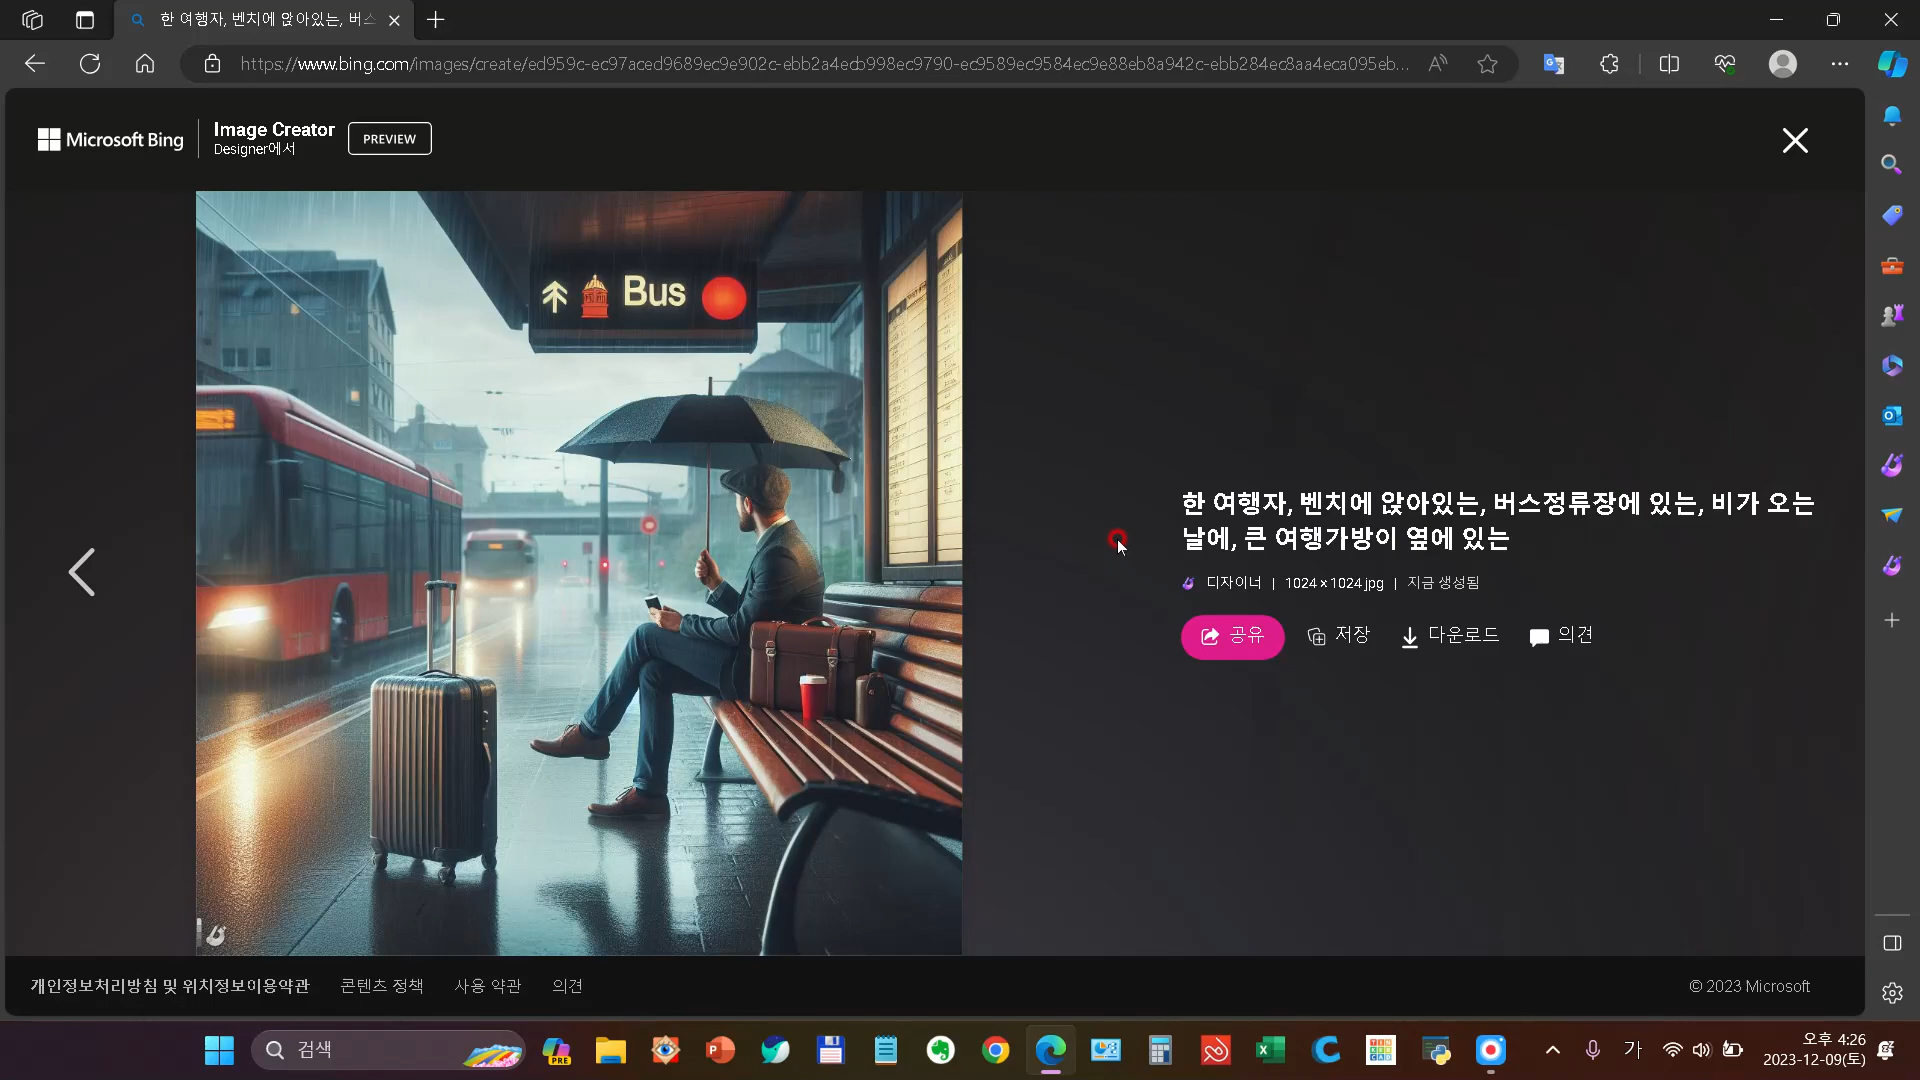 한 여행자, 벤치에 앉아있는, 버스
https://www.bing.com/images/create/ed959c-ec97aced9689ec9e902c-ebb2a4ecb998ec9790-ec9589ec9584ec9e88eb8a942c-ebb284ec8aa4eca095eb...
Microsoft Bing
Image Creator
Designer에서
PREVIEW
Bus
한 여행자, 벤치에 앉아있는, 버스정류장에 있는, 비가 오는
날에, 큰 여행가방이 옆에 있는
디자이너 | 1024×1024 jpg | 지금 생성됨
공유
저장
다운로드
의견
개인정보처리방침 및 위치정보이용약관
콘텐츠 정책
사용 약관
의견
© 2023 Microsoft
검색
PRE
가
오후 4:26
2023-12-09(토)